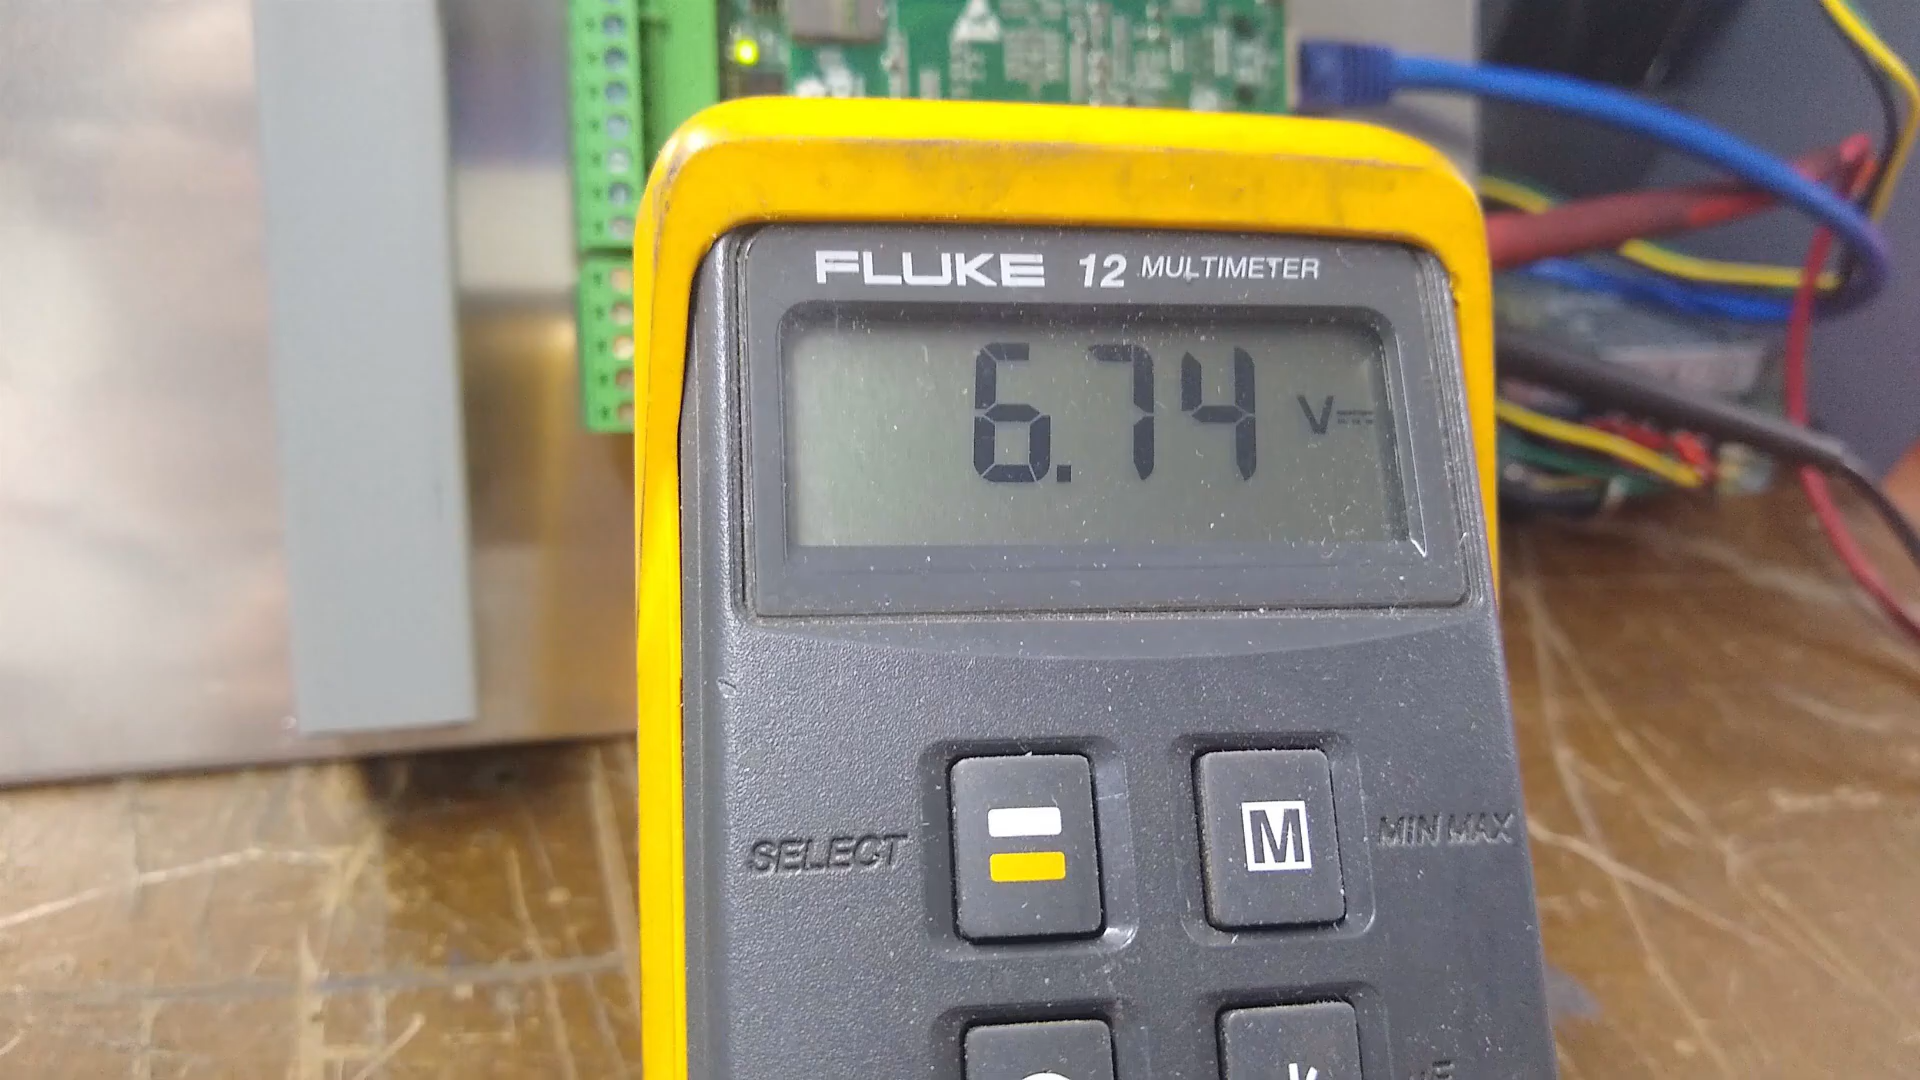 FLUKE 12 MULTIMETER
6.74 V
SELECT
M
MIN MAX